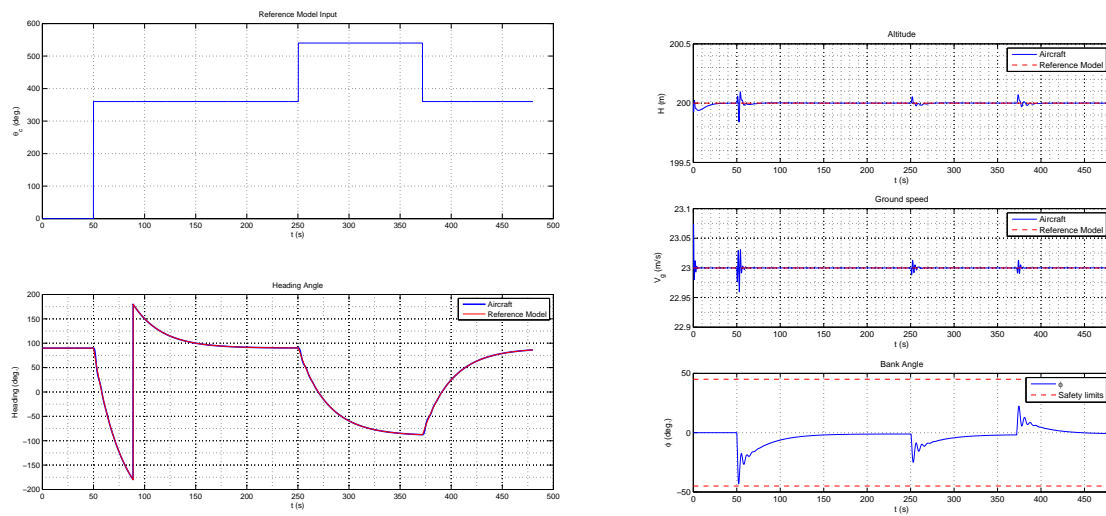 Reference Model Input
600
500
400
300
200
100
0
θc (deg.)
0 50 100 150 200 250 300 350 400 450 500
t (s)
Heading Angle
200
150
100
50
0
−50
−100
−150
−200
Heading (deg.)
Aircraft
Reference Model
0 50 100 150 200 250 300 350 400 450 500
t (s)
Altitude
200.5
200
199.5
H (m)
Aircraft
Reference Model
0 50 100 150 200 250 300 350 400 450
t (s)
Ground speed
23.1
23.05
23
22.95
22.9
Vg (m/s)
Aircraft
Reference Model
0 50 100 150 200 250 300 350 400 450
t (s)
Bank Angle
50
0
−50
ϕ (deg.)
ϕ
Safety limits
0 50 100 150 200 250 300 350 400 450
t (s)